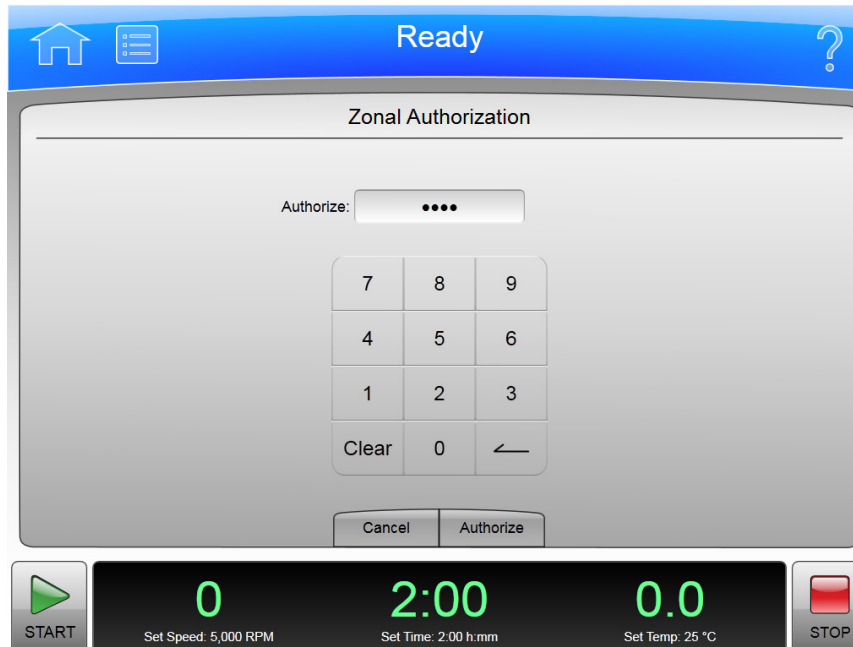 Ready
?
Zonal Authorization
Authorize: ••••
7 8 9
4 5 6
1 2 3
Clear 0
Cancel Authorize
0 2:00 0.0
START Set Speed: 5,000 RPM Set Time: 2:00 h:mm Set Temp: 25 °C STOP